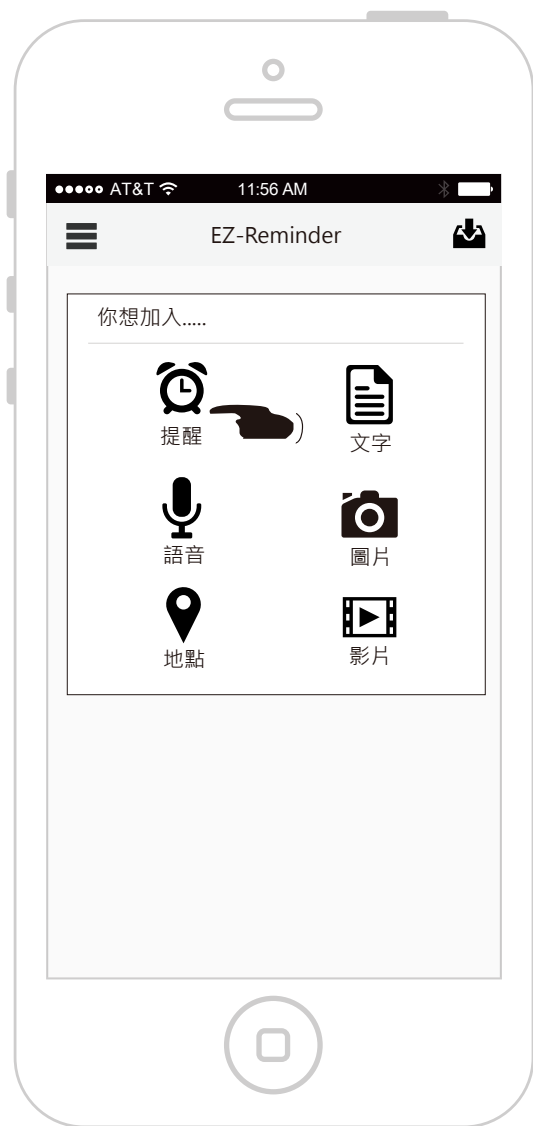 AT&T 11:56 AM
EZ-Reminder
你想加入.....
提醒 文字
語音 圖片
地點 影片